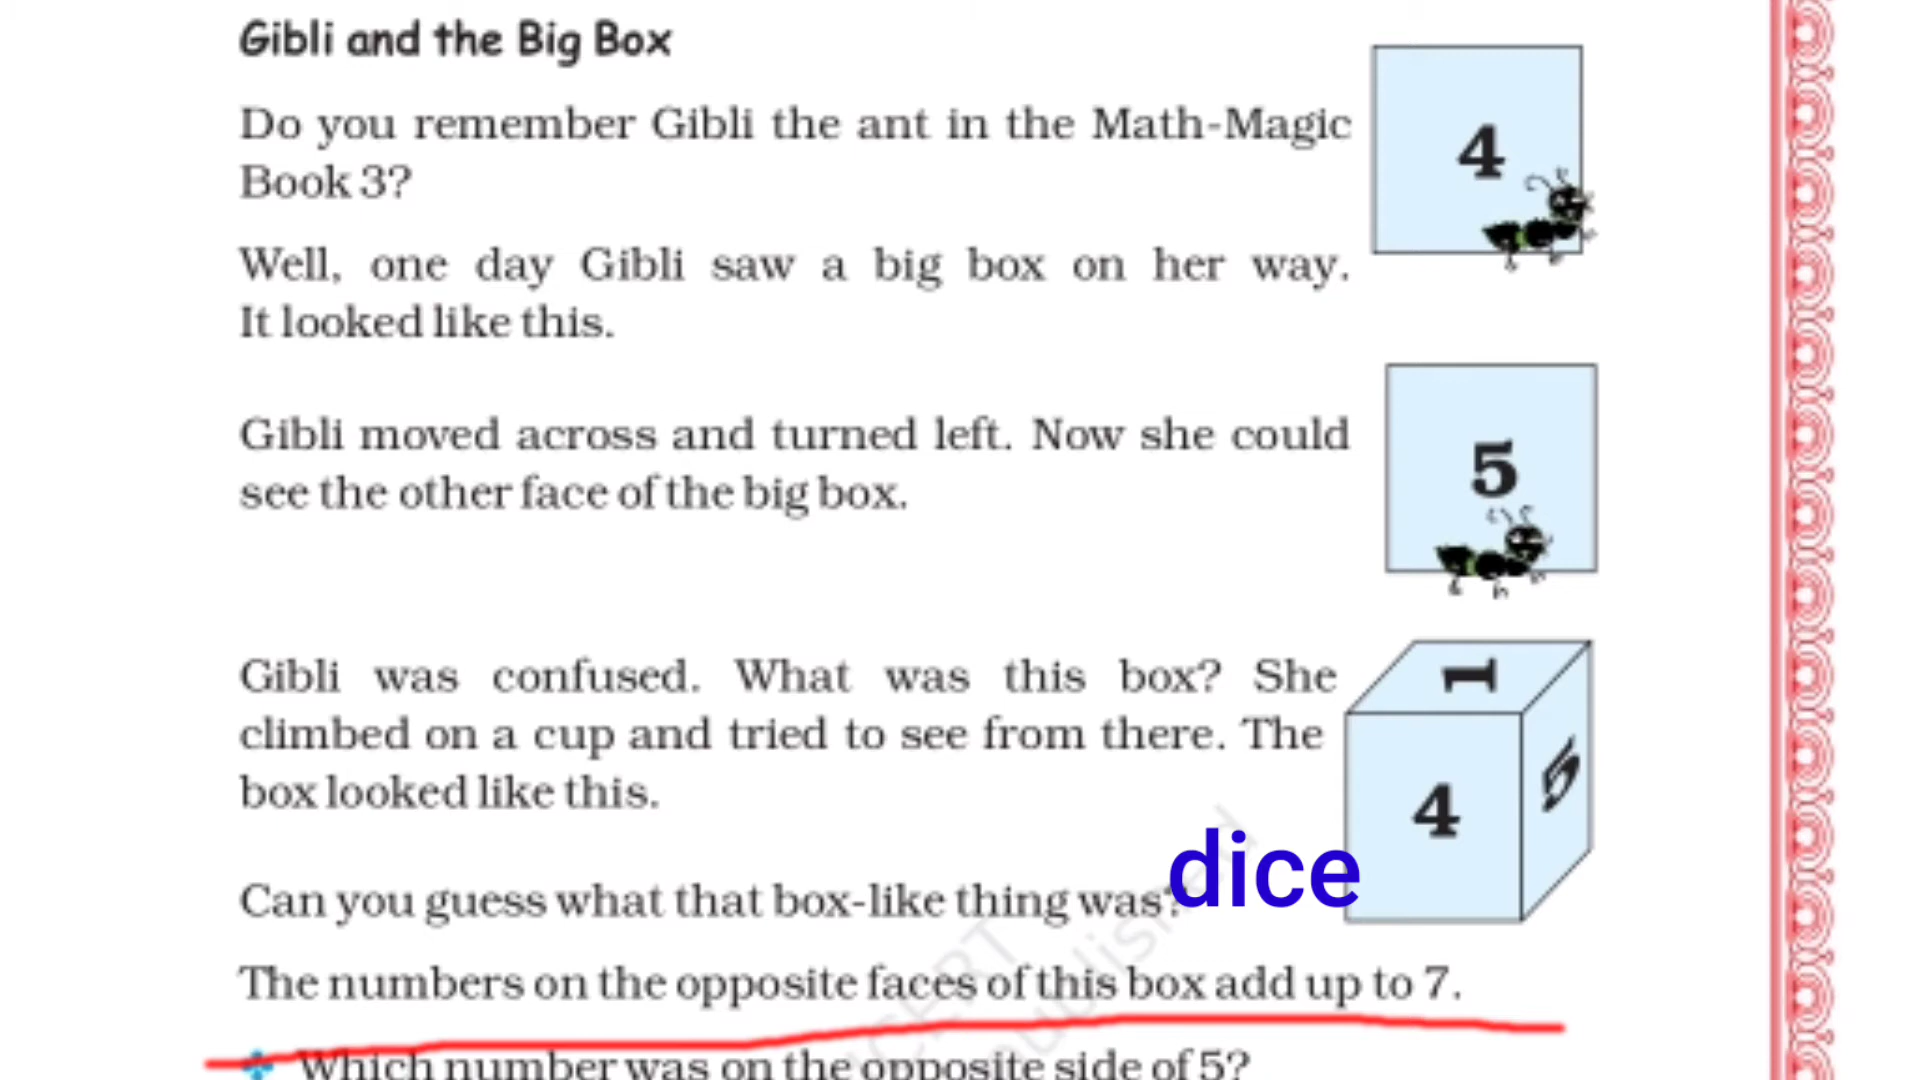 Gibli and the Big Box
4
Do you remember Gibli the ant in the Math-Magic
Book 3?
Well, one day Gibli saw a big box on her way.
It looked like this.
5
Gibli moved across and turned left. Now she could
see the other face of the big box.
1
Gibli was confused. What was this box? She
climbed on a cup and tried to see from there. The
box looked like this.
4
5
dice
Can you guess what that box-like thing was?
The numbers on the opposite faces of this box add up to 7.
Which number was on the opposite side of 5?